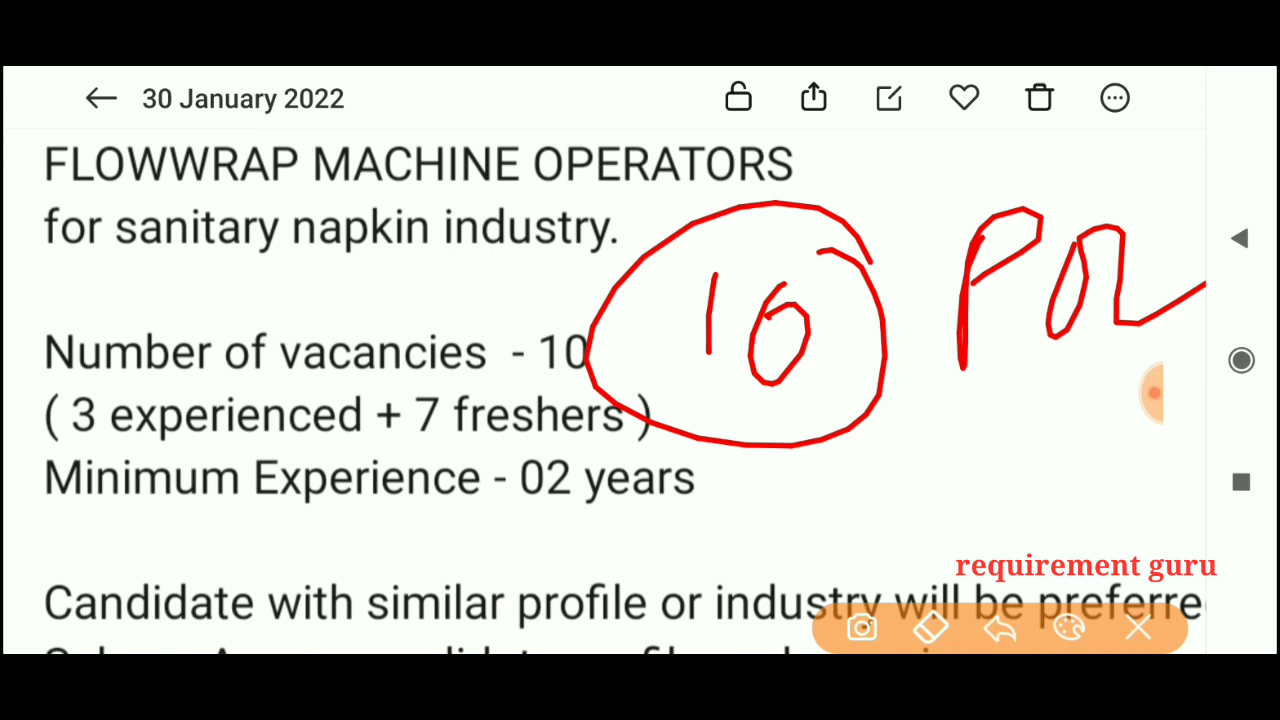 30 January 2022
FLOWWRAP MACHINE OPERATORS
for sanitary napkin industry.
10
Number of vacancies - 10
( 3 experienced + 7 freshers )
Minimum Experience - 02 years
requirement guru
Candidate with similar profile or industry will be preferre